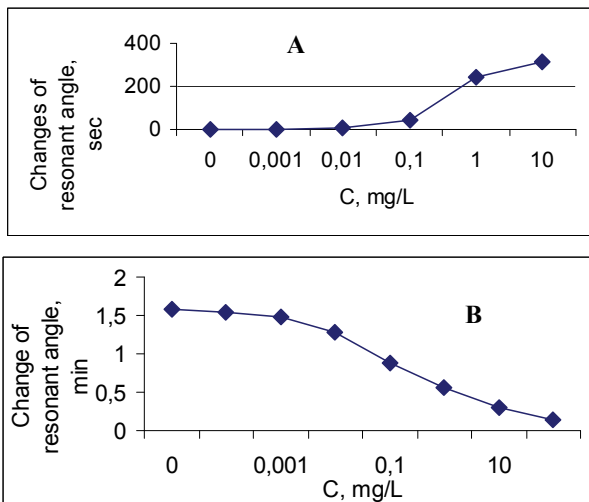 A
400
200
0
Changes of
resonant angle,
sec
0 0,001 0,01 0,1 1 10
C, mg/L
B
2
1,5
1
0,5
0
Change of
resonant angle,
min
0 0,001 0,1 10
C, mg/L